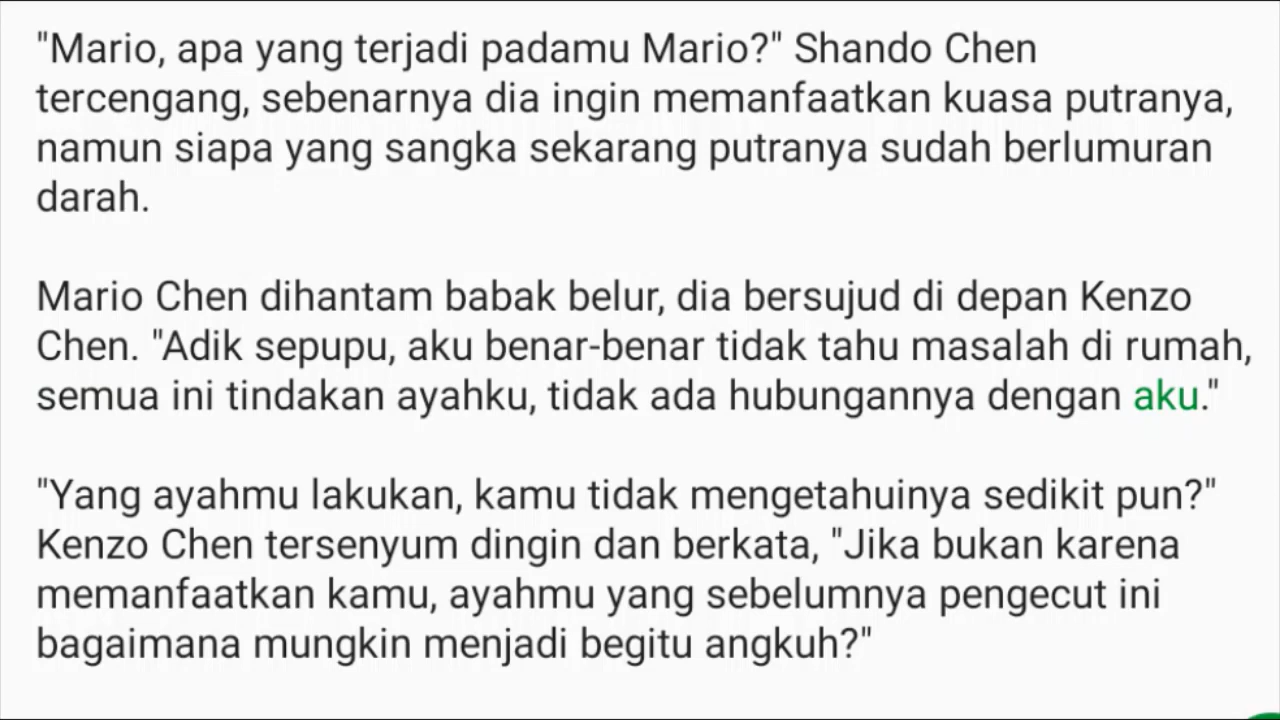 "Mario, apa yang terjadi padamu Mario?" Shando Chen
tercengang, sebenarnya dia ingin memanfaatkan kuasa putranya,
namun siapa yang sangka sekarang putranya sudah berlumuran
darah.
Mario Chen dihantam babak belur, dia bersujud di depan Kenzo
Chen. "Adik sepupu, aku benar-benar tidak tahu masalah di rumah,
semua ini tindakan ayahku, tidak ada hubungannya dengan aku."
"Yang ayahmu lakukan, kamu tidak mengetahuinya sedikit pun?"
Kenzo Chen tersenyum dingin dan berkata, "Jika bukan karena
memanfaatkan kamu, ayahmu yang sebelumnya pengecut ini
bagaimana mungkin menjadi begitu angkuh?"